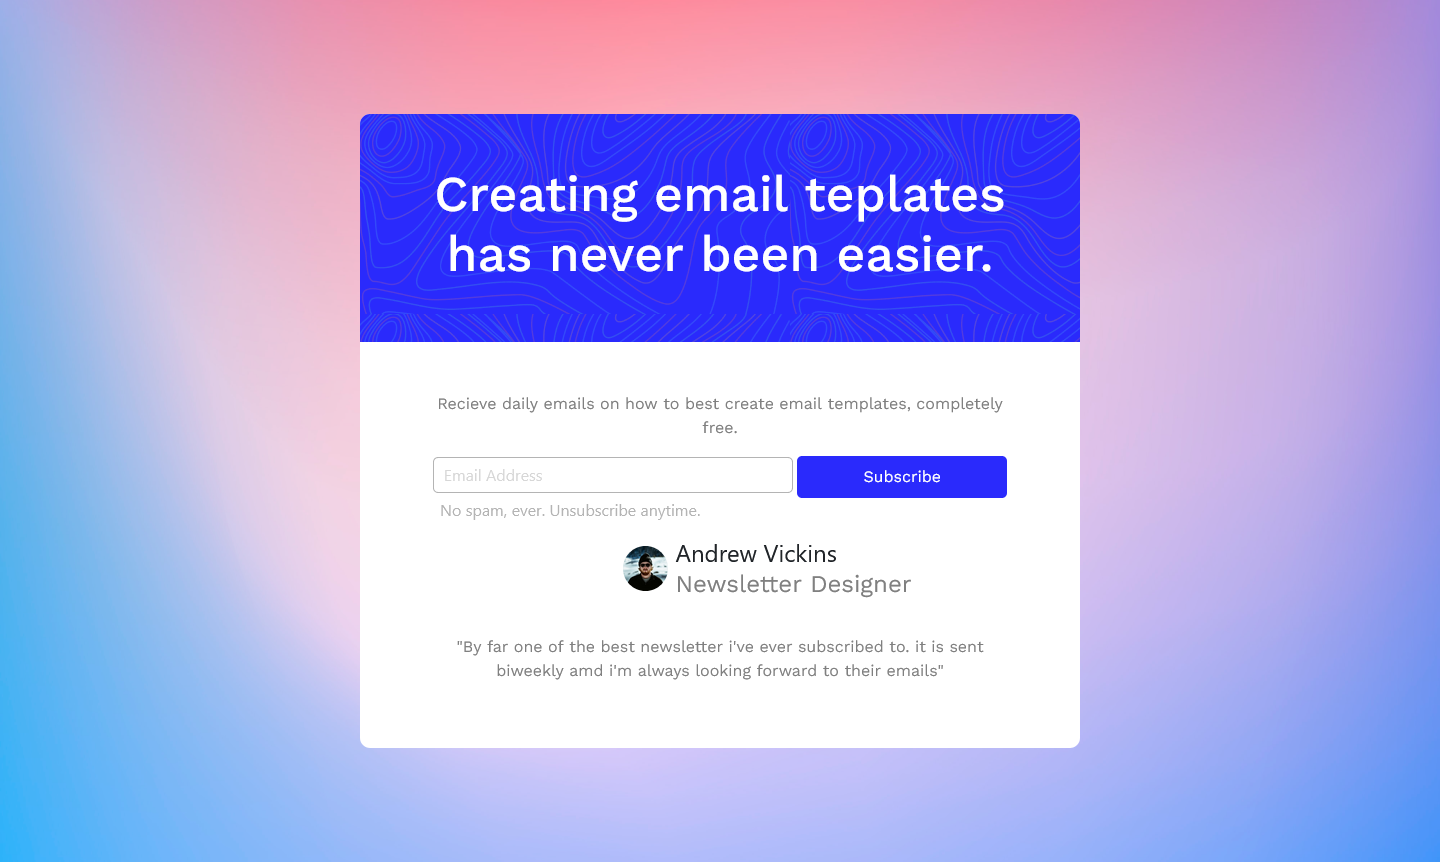 Creating email teplates
has never been easier.
Recieve daily emails on how to best create email templates, completely
free.
Email Address
Subscribe
No spam, ever. Unsubscribe anytime.
Andrew Vickins
Newsletter Designer
"By far one of the best newsletter i've ever subscribed to. it is sent
biweekly amd i'm always looking forward to their emails"